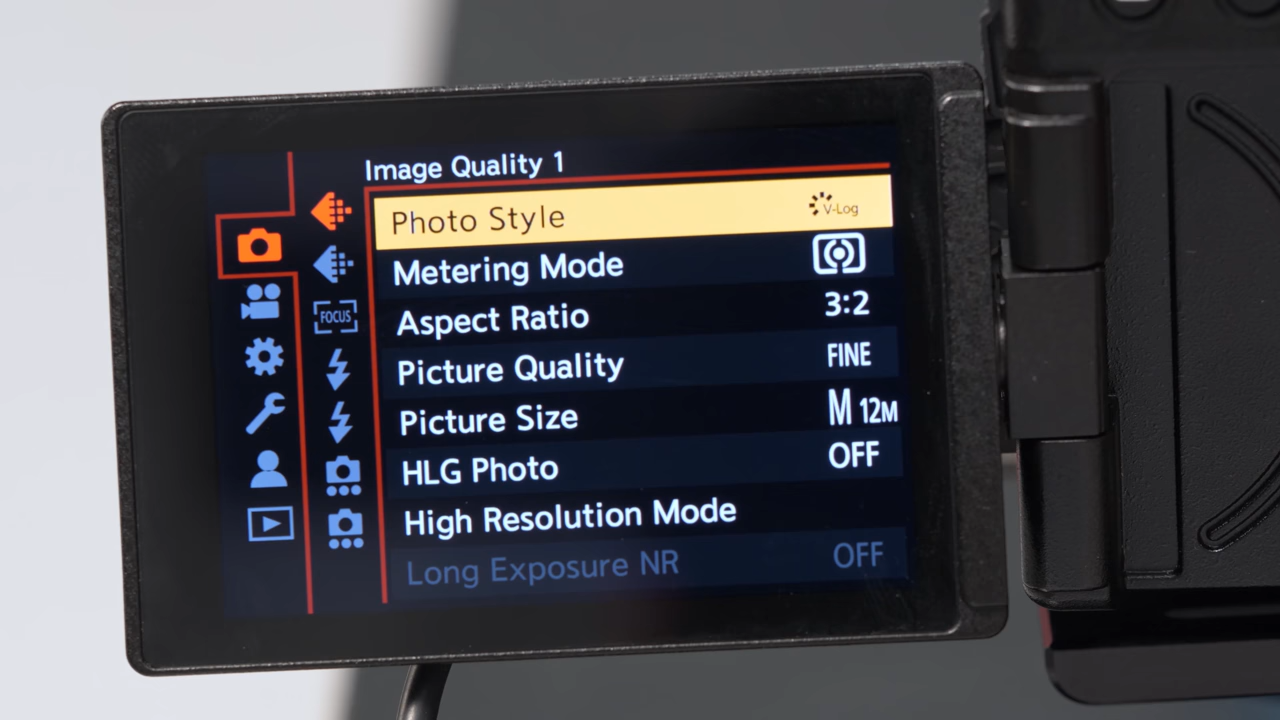 Image Quality 1
Photo Style V-Log
Metering Mode
Aspect Ratio 3:2
FOCUS
Picture Quality FINE
Picture Size M 12M
HLG Photo OFF
High Resolution Mode
Long Exposure NR OFF